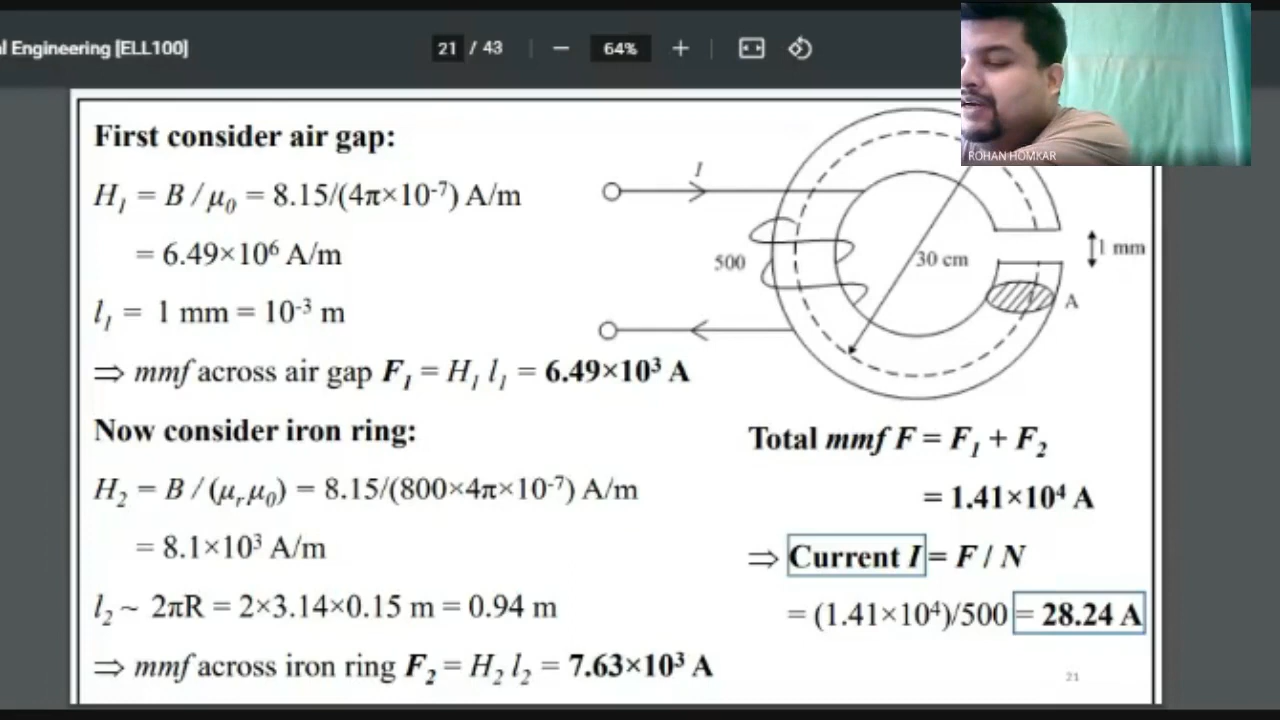 al Engineering [ELL100]
21 / 43
64%
ROHAN HOMKAR
First consider air gap:
H₁ = B / μ₀ = 8.15/(4π×10⁻⁷) A/m
= 6.49×10⁶ A/m
l₁ = 1 mm = 10⁻³ m
⇒ mmf across air gap F₁ = H₁ l₁ = 6.49×10³ A
Now consider iron ring:
H₂ = B / (μᵣμ₀) = 8.15/(800×4π×10⁻⁷) A/m
= 8.1×10³ A/m
l₂ ~ 2πR = 2×3.14×0.15 m = 0.94 m
⇒ mmf across iron ring F₂ = H₂ l₂ = 7.63×10³ A
I
500
30 cm
1 mm
A
Total mmf F = F₁ + F₂
= 1.41×10⁴ A
⇒ Current I = F / N
= (1.41×10⁴)/500 = 28.24 A
21